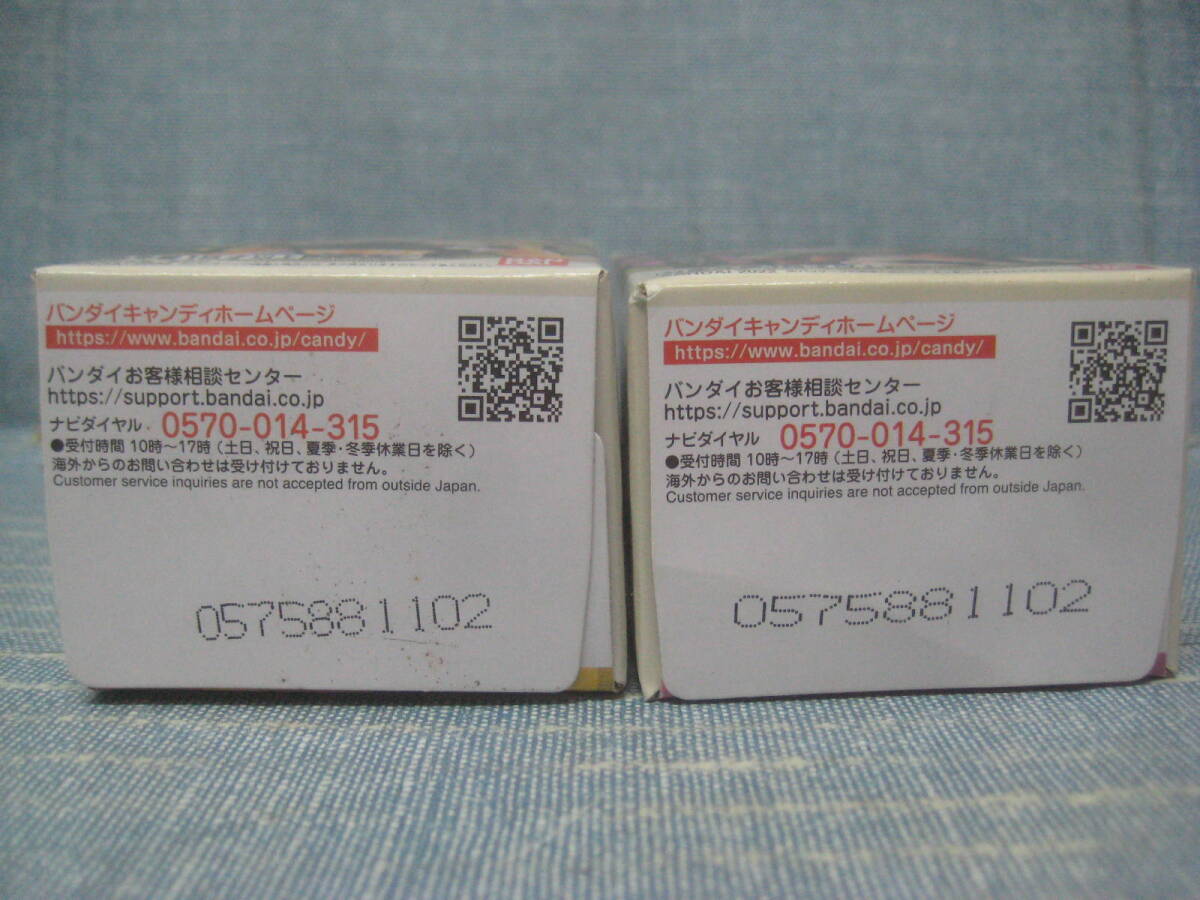 バンダイキャンディホームページ
https://www.bandai.co.jp/candy/
バンダイお客様相談センター
https://support.bandai.co.jp
ナビダイヤル 0570-014-315
●受付時間 10時～17時（土日、祝日、夏季・冬季休業日を除く）
海外からのお問い合わせは受け付けておりません。
Customer service inquiries are not accepted from outside Japan.
0575881102
バンダイキャンディホームページ
https://www.bandai.co.jp/candy/
バンダイお客様相談センター
https://support.bandai.co.jp
ナビダイヤル 0570-014-315
●受付時間 10時～17時（土日、祝日、夏季・冬季休業日を除く）
海外からのお問い合わせは受け付けておりません。
Customer service inquiries are not accepted from outside Japan.
0575881102